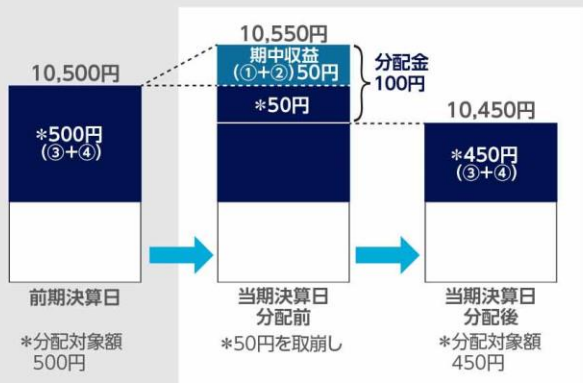 10,500円
*500円
(③+④)
前期決算日
*分配対象額
500円
10,550円
期中収益
(①+②)50円
*50円
分配金
100円
当期決算日
分配前
*50円を取崩し
10,450円
*450円
(③+④)
当期決算日
分配後
*分配対象額
450円